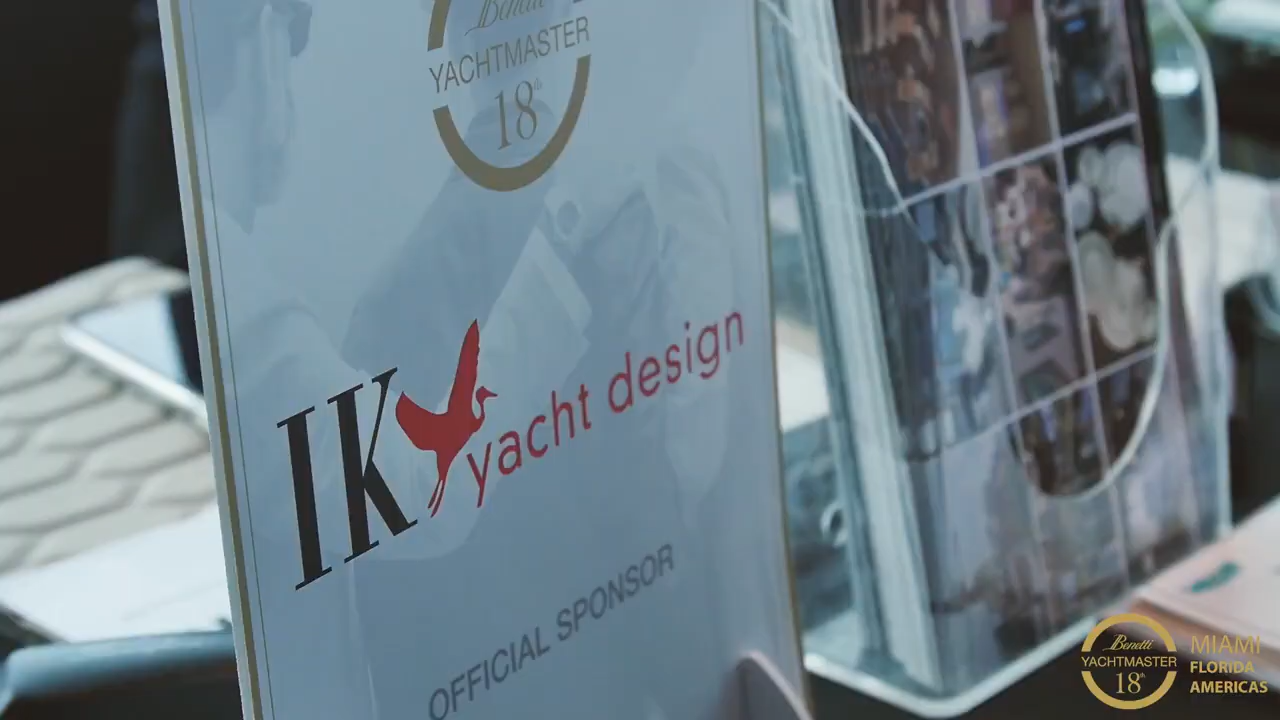 Benetti
YACHTMASTER
18th
IK yacht design
OFFICIAL SPONSOR
Benetti
YACHTMASTER
18th
MIAMI
FLORIDA
AMERICAS